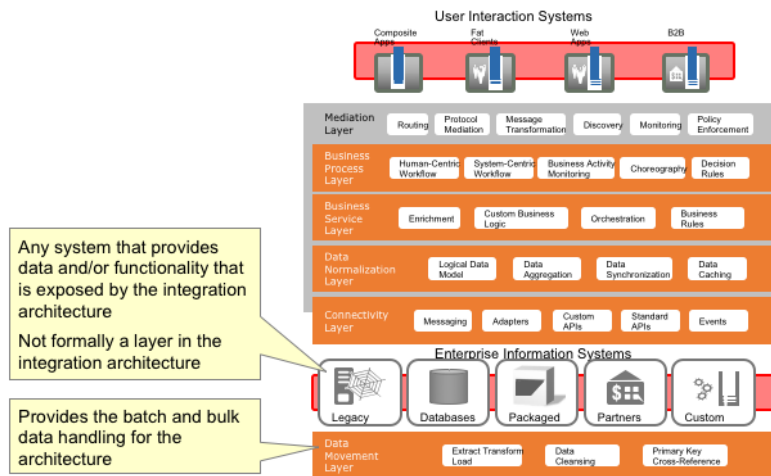 User Interaction Systems
Composite
Apps
Fat
Clients
Web
Apps
B2B
Mediation
Layer
Routing
Protocol
Mediation
Message
Transformation
Discovery
Monitoring
Policy
Enforcement
Business
Process
Layer
Human-Centric
Workflow
System-Centric
Workflow
Business Activity
Monitoring
Choreography
Decision
Rules
Business
Service
Layer
Enrichment
Custom Business
Logic
Orchestration
Business
Rules
Any system that provides
data and/or functionality that
is exposed by the integration
architecture
Not formally a layer in the
integration architecture
Data
Normalization
Layer
Logical Data
Model
Data
Aggregation
Data
Synchronization
Data
Caching
Connectivity
Layer
Messaging
Adapters
Custom
APIs
Standard
APIs
Events
Enterprise Information Systems
Legacy
Databases
Packaged
Partners
Custom
Provides the batch and bulk
data handling for the
architecture
Data
Movement
Layer
Extract Transform
Load
Data
Cleansing
Primary Key
Cross-Reference